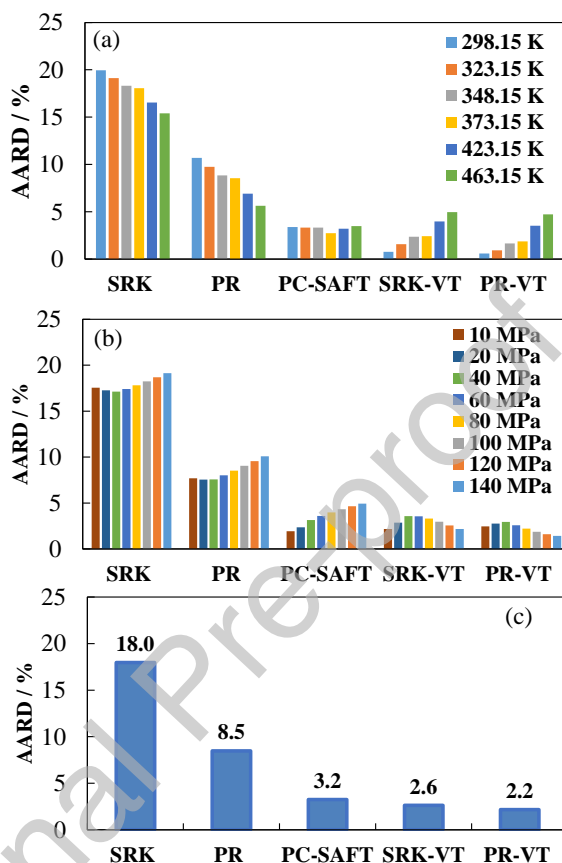 (a)
AARD / %
25
20
15
10
5
0
298.15 K
323.15 K
348.15 K
373.15 K
423.15 K
463.15 K
SRK PR PC-SAFT SRK-VT PR-VT
(b)
AARD / %
25
20
15
10
5
0
10 MPa
20 MPa
40 MPa
60 MPa
80 MPa
100 MPa
120 MPa
140 MPa
SRK PR PC-SAFT SRK-VT PR-VT
(c)
AARD / %
25
20
15
10
5
0
18.0
8.5
3.2
2.6
2.2
SRK PR PC-SAFT SRK-VT PR-VT
nal Pre-proof